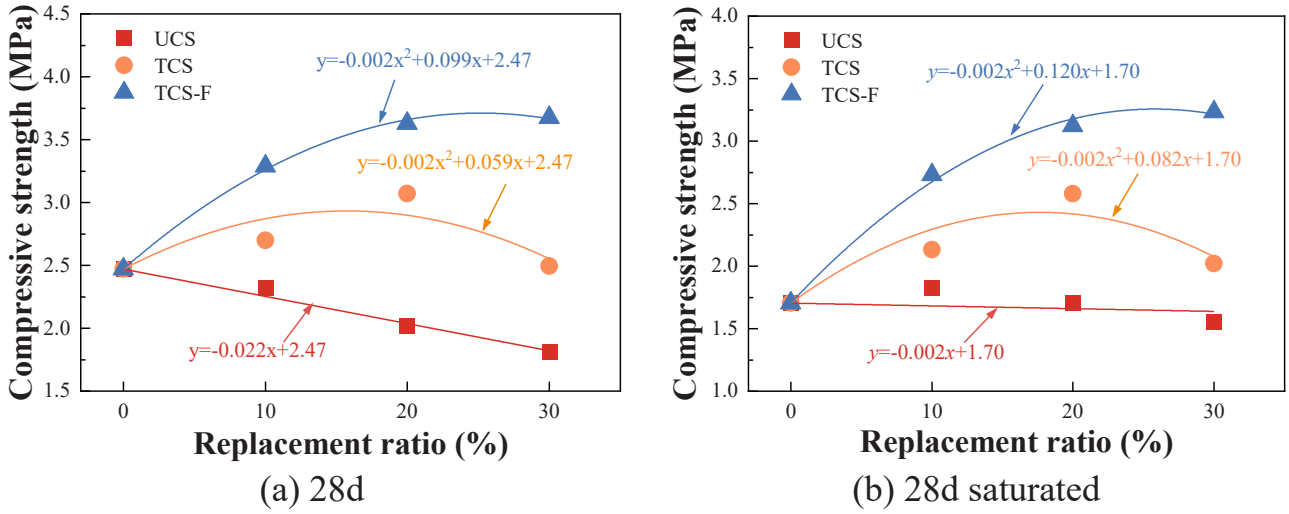 4.5
4.0
3.5
3.0
2.5
2.0
1.5
Compressive strength (MPa)
UCS
TCS
TCS-F
y=-0.002x²+0.099x+2.47
y=-0.002x²+0.059x+2.47
y=-0.022x+2.47
0 10 20 30
Replacement ratio (%)
(a) 28d
4.0
3.5
3.0
2.5
2.0
1.5
1.0
Compressive strength (MPa)
UCS
TCS
TCS-F
y=-0.002x²+0.120x+1.70
y=-0.002x²+0.082x+1.70
y=-0.002x+1.70
0 10 20 30
Replacement ratio (%)
(b) 28d saturated